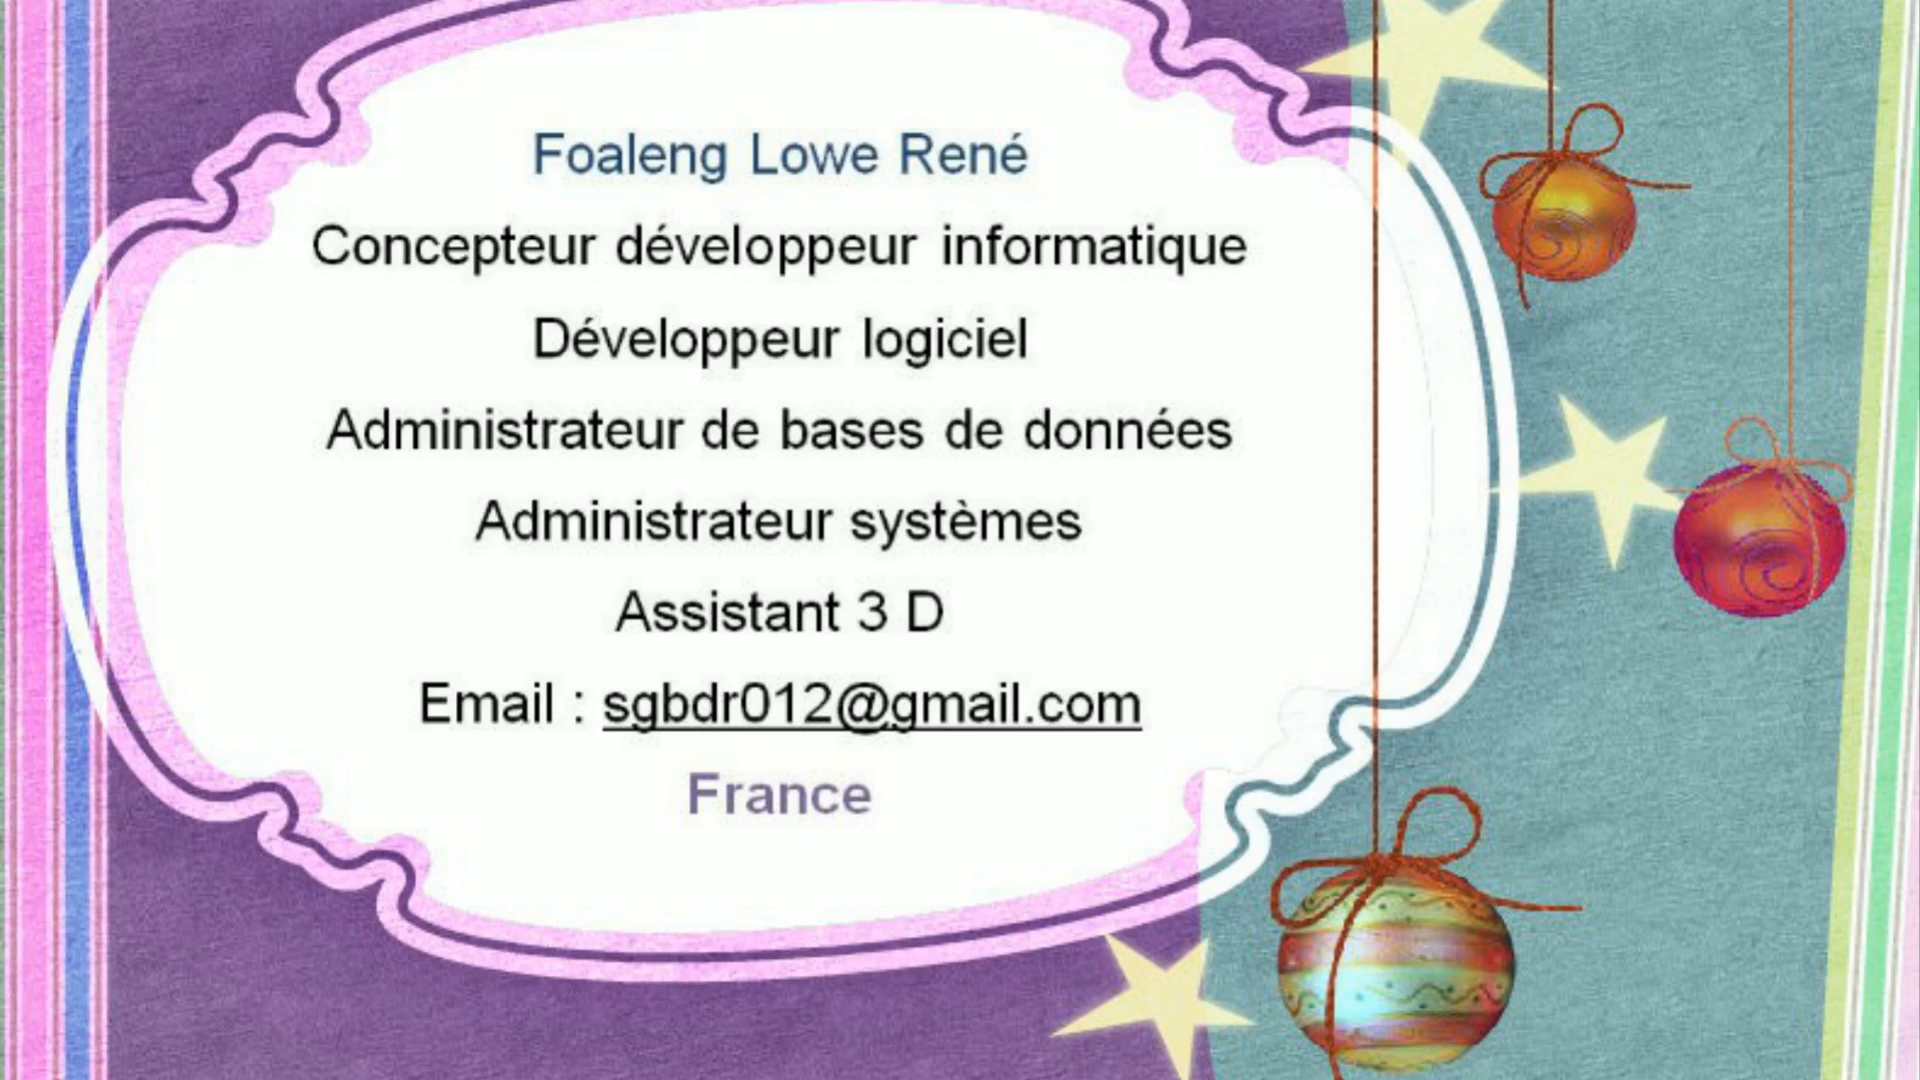 Foaleng Lowe René
Concepteur développeur informatique
Développeur logiciel
Administrateur de bases de données
Administrateur systèmes
Assistant 3 D
Email : sgbdr012@gmail.com
France